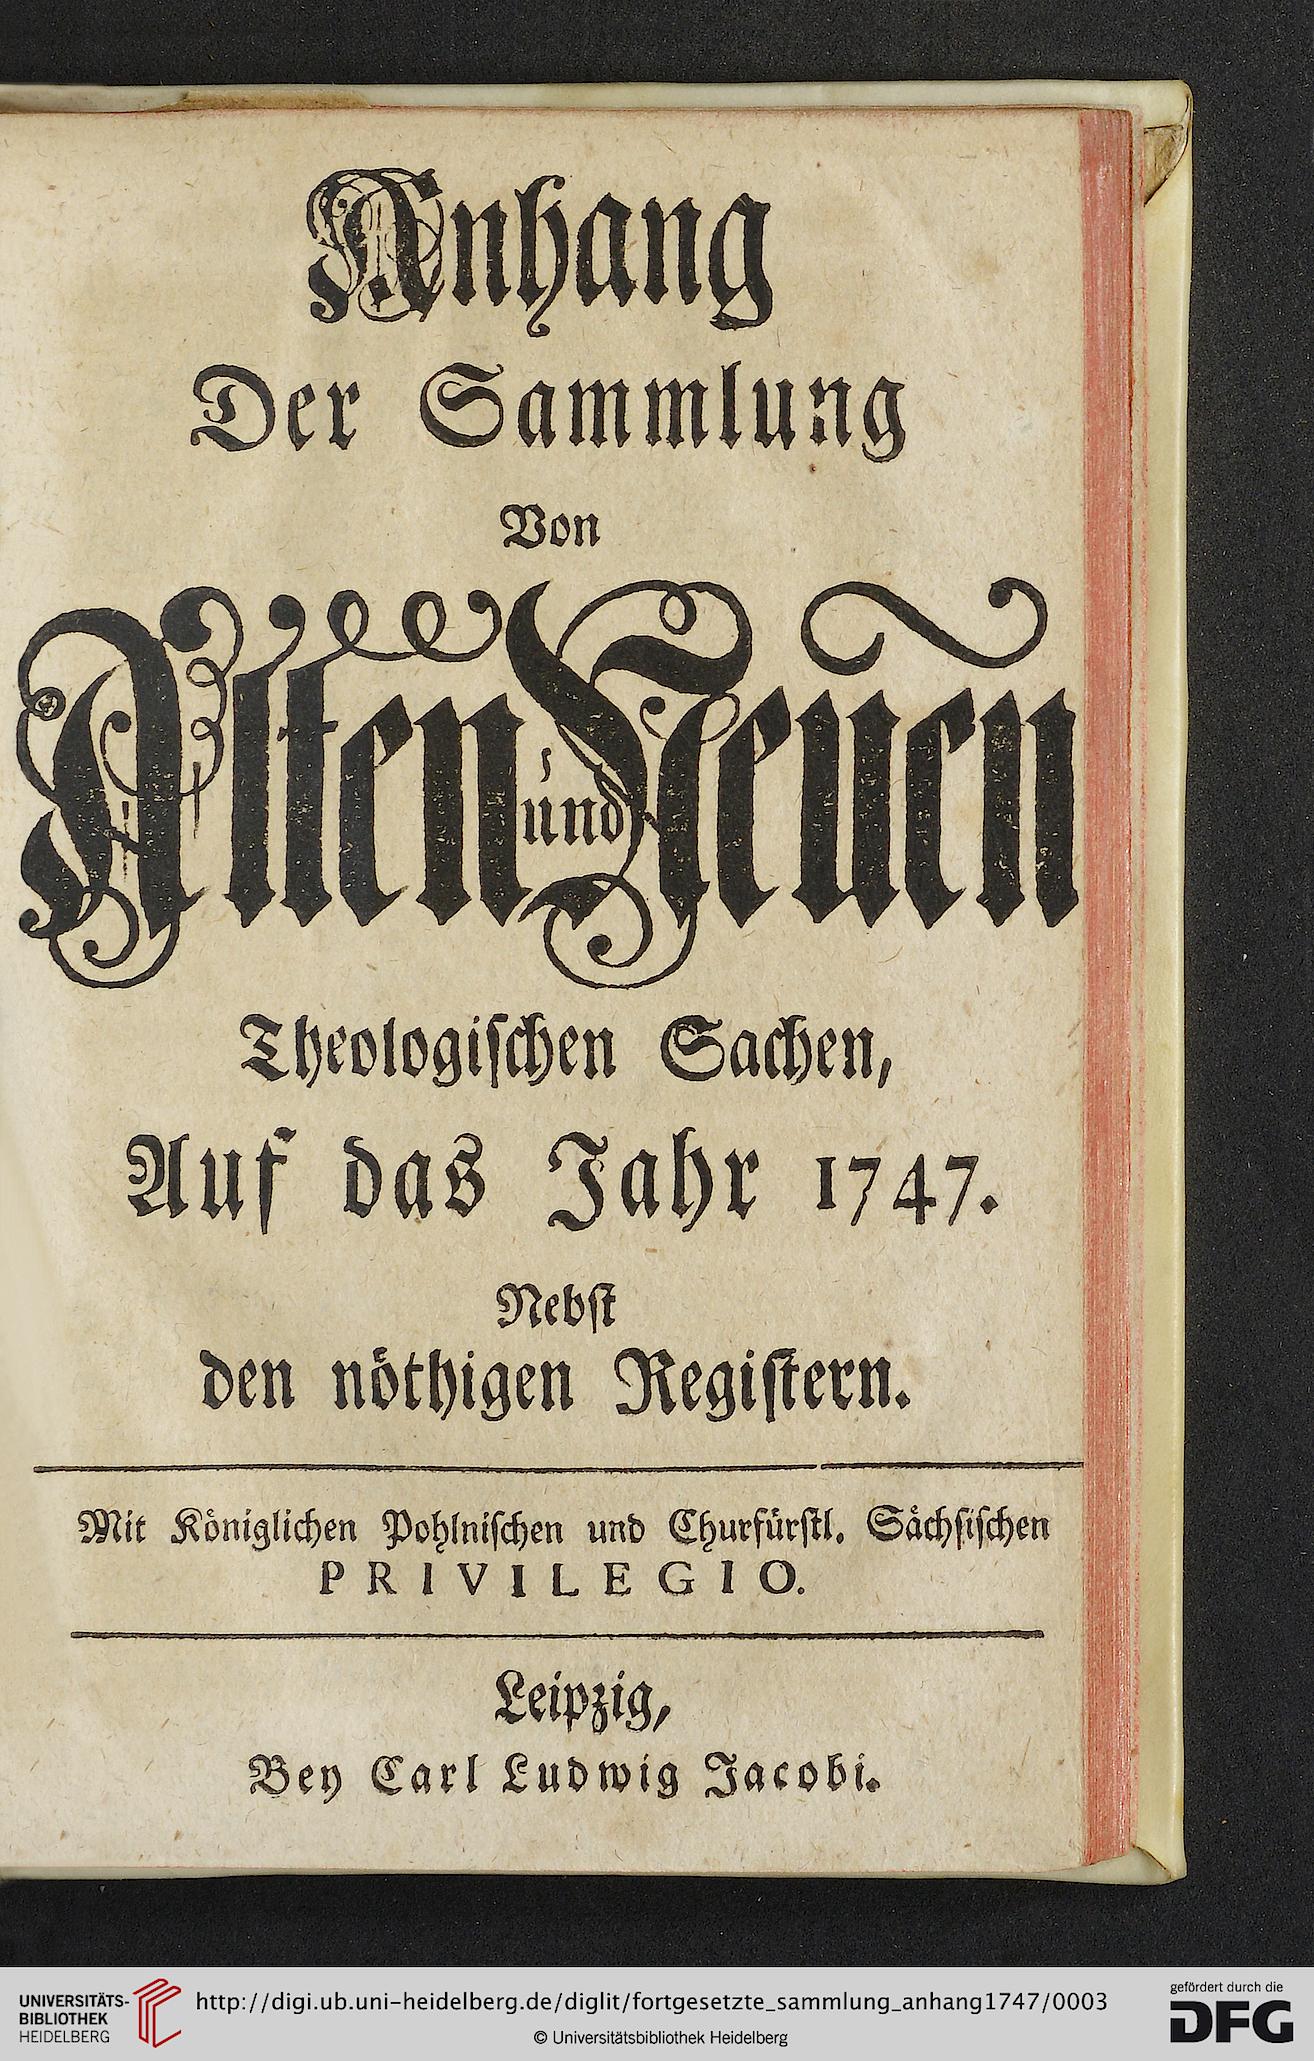 Anhang
Der Sammlung
Von
Alten und Neuen
Theologiſchen Sachen,
Auf das Jahr 1747.
Nebſt
den nöthigen Regiſtern.
Mit Königlichen Pohlniſchen und Churfürſtl. Sächſiſchen
PRIVILEGIO.
Leipzig,
Bey Carl Ludwig Jacobi.
UNIVERSITÄTS-
BIBLIOTHEK
HEIDELBERG
http://digi.ub.uni-heidelberg.de/diglit/fortgesetzte_sammlung_anhang1747/0003
© Universitätsbibliothek Heidelberg
gefördert durch die
DFG